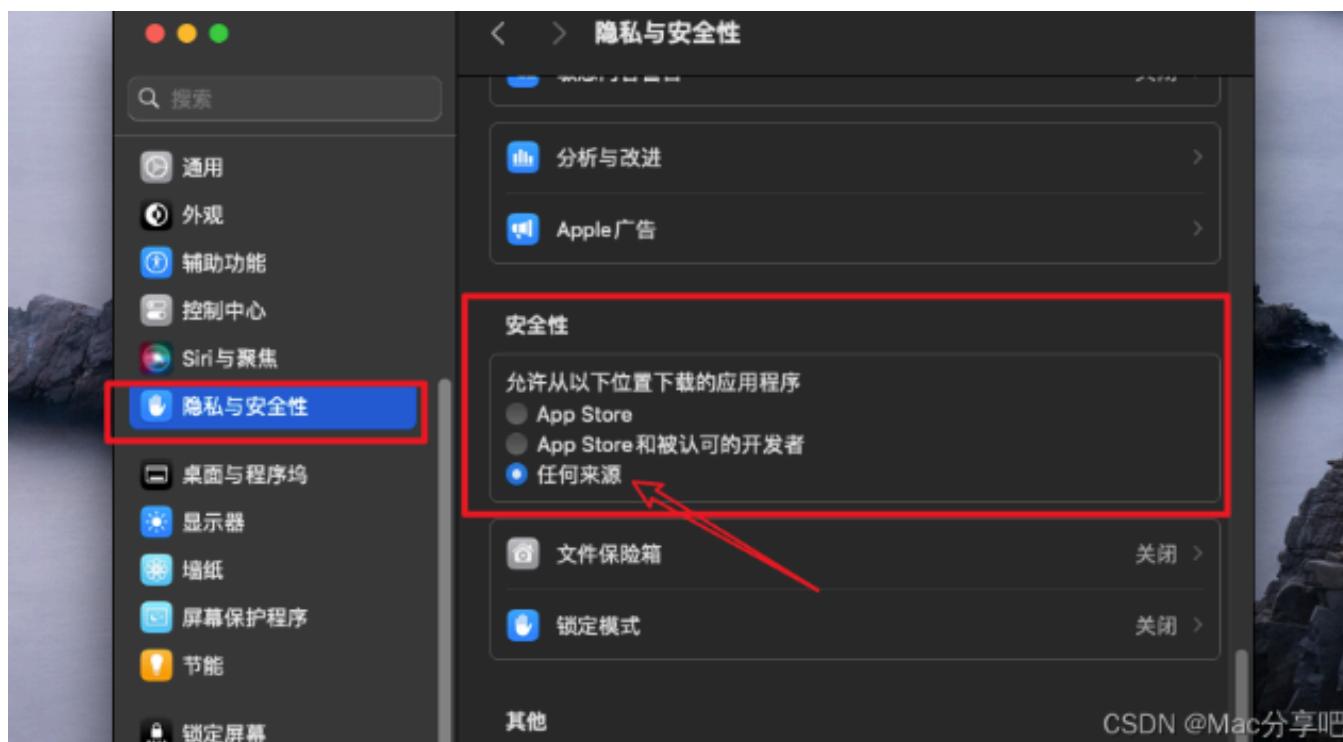 隐私与安全性
搜索
通用
外观
辅助功能
控制中心
Siri与聚焦
隐私与安全性
桌面与程序坞
显示器
墙纸
屏幕保护程序
节能
锁定屏幕
分析与改进
Apple广告
安全性
允许从以下位置下载的应用程序
App Store
App Store和被认可的开发者
任何来源
文件保险箱 关闭
锁定模式 关闭
其他
CSDN @Mac分享吧